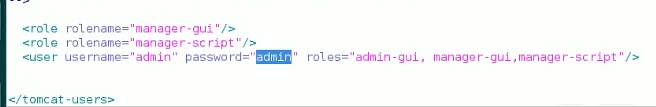 -->
<role rolename="manager-gui"/>
<role rolename="manager-script"/>
<user username="admin" password="admin" roles="admin-gui, manager-gui,manager-script"/>
</tomcat-users>